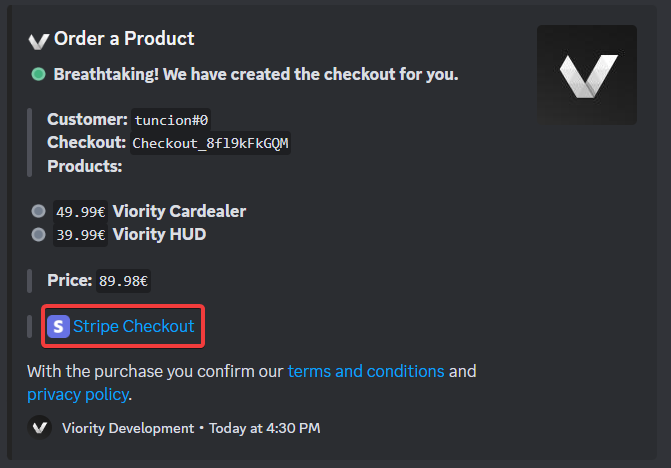 Order a Product
Breathtaking! We have created the checkout for you.
Customer: tuncion#0
Checkout: Checkout_8fl9kFkGQM
Products:
49.99€ Viority Cardealer
39.99€ Viority HUD
Price: 89.98€
S Stripe Checkout
With the purchase you confirm our terms and conditions and
privacy policy.
Viority Development • Today at 4:30 PM